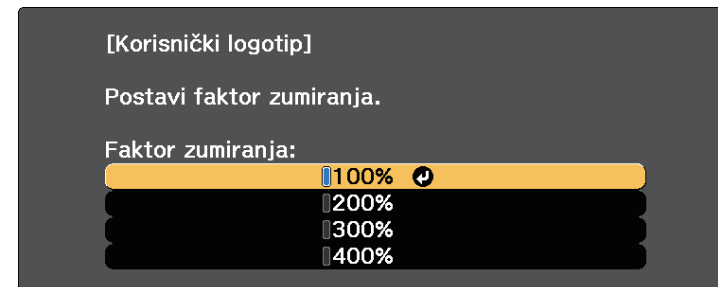 [Korisnički logotip]
Postavi faktor zumiranja.
Faktor zumiranja:
100%
200%
300%
400%